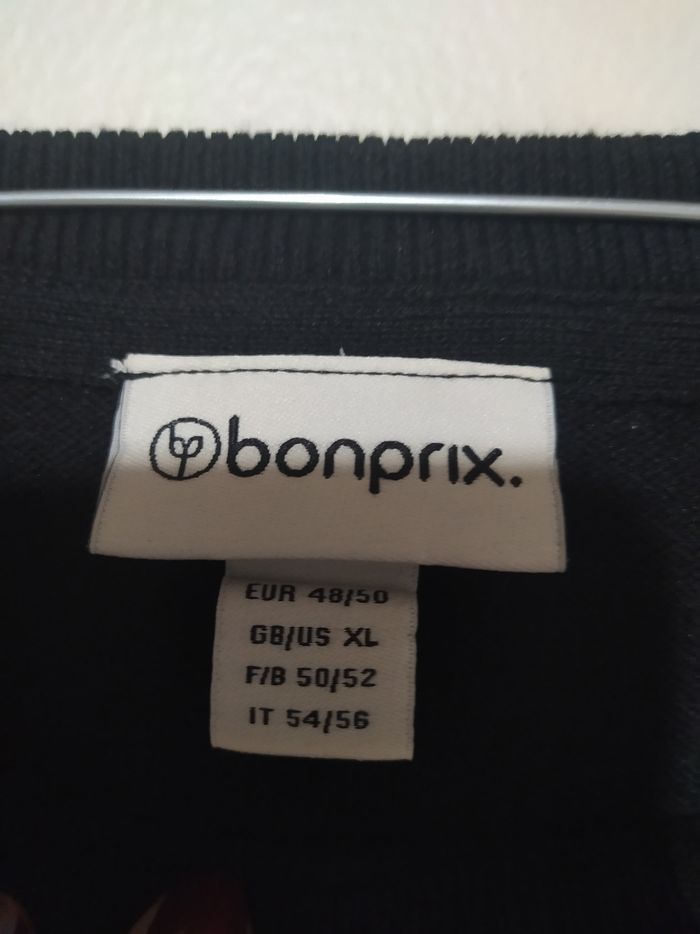 bonprix.
EUR 48/50
GB/US XL
F/B 50/52
IT 54/56